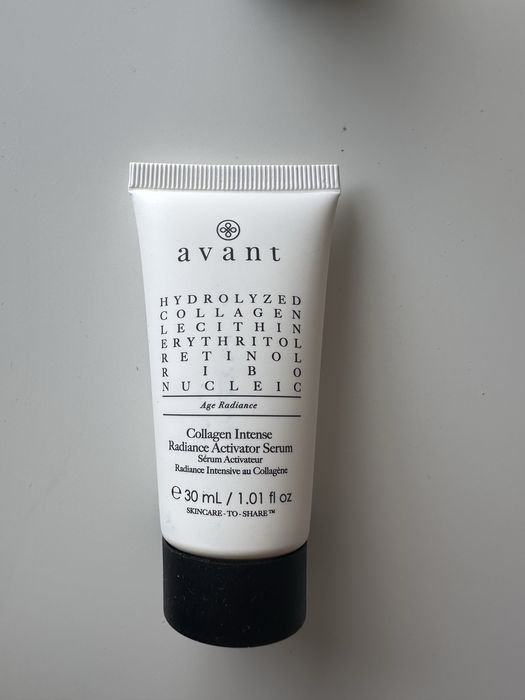 avant
HYDROLYZED
COLLAGEN
LECITHIN
ERYTHRITOL
RETINOL
RIBO
NUCLEIC
Age Radiance
Collagen Intense
Radiance Activator Serum
Sérum Activateur
Radiance Intensive au Collagène
℮ 30 mL / 1.01 fl oz
SKINCARE-TO-SHARE™